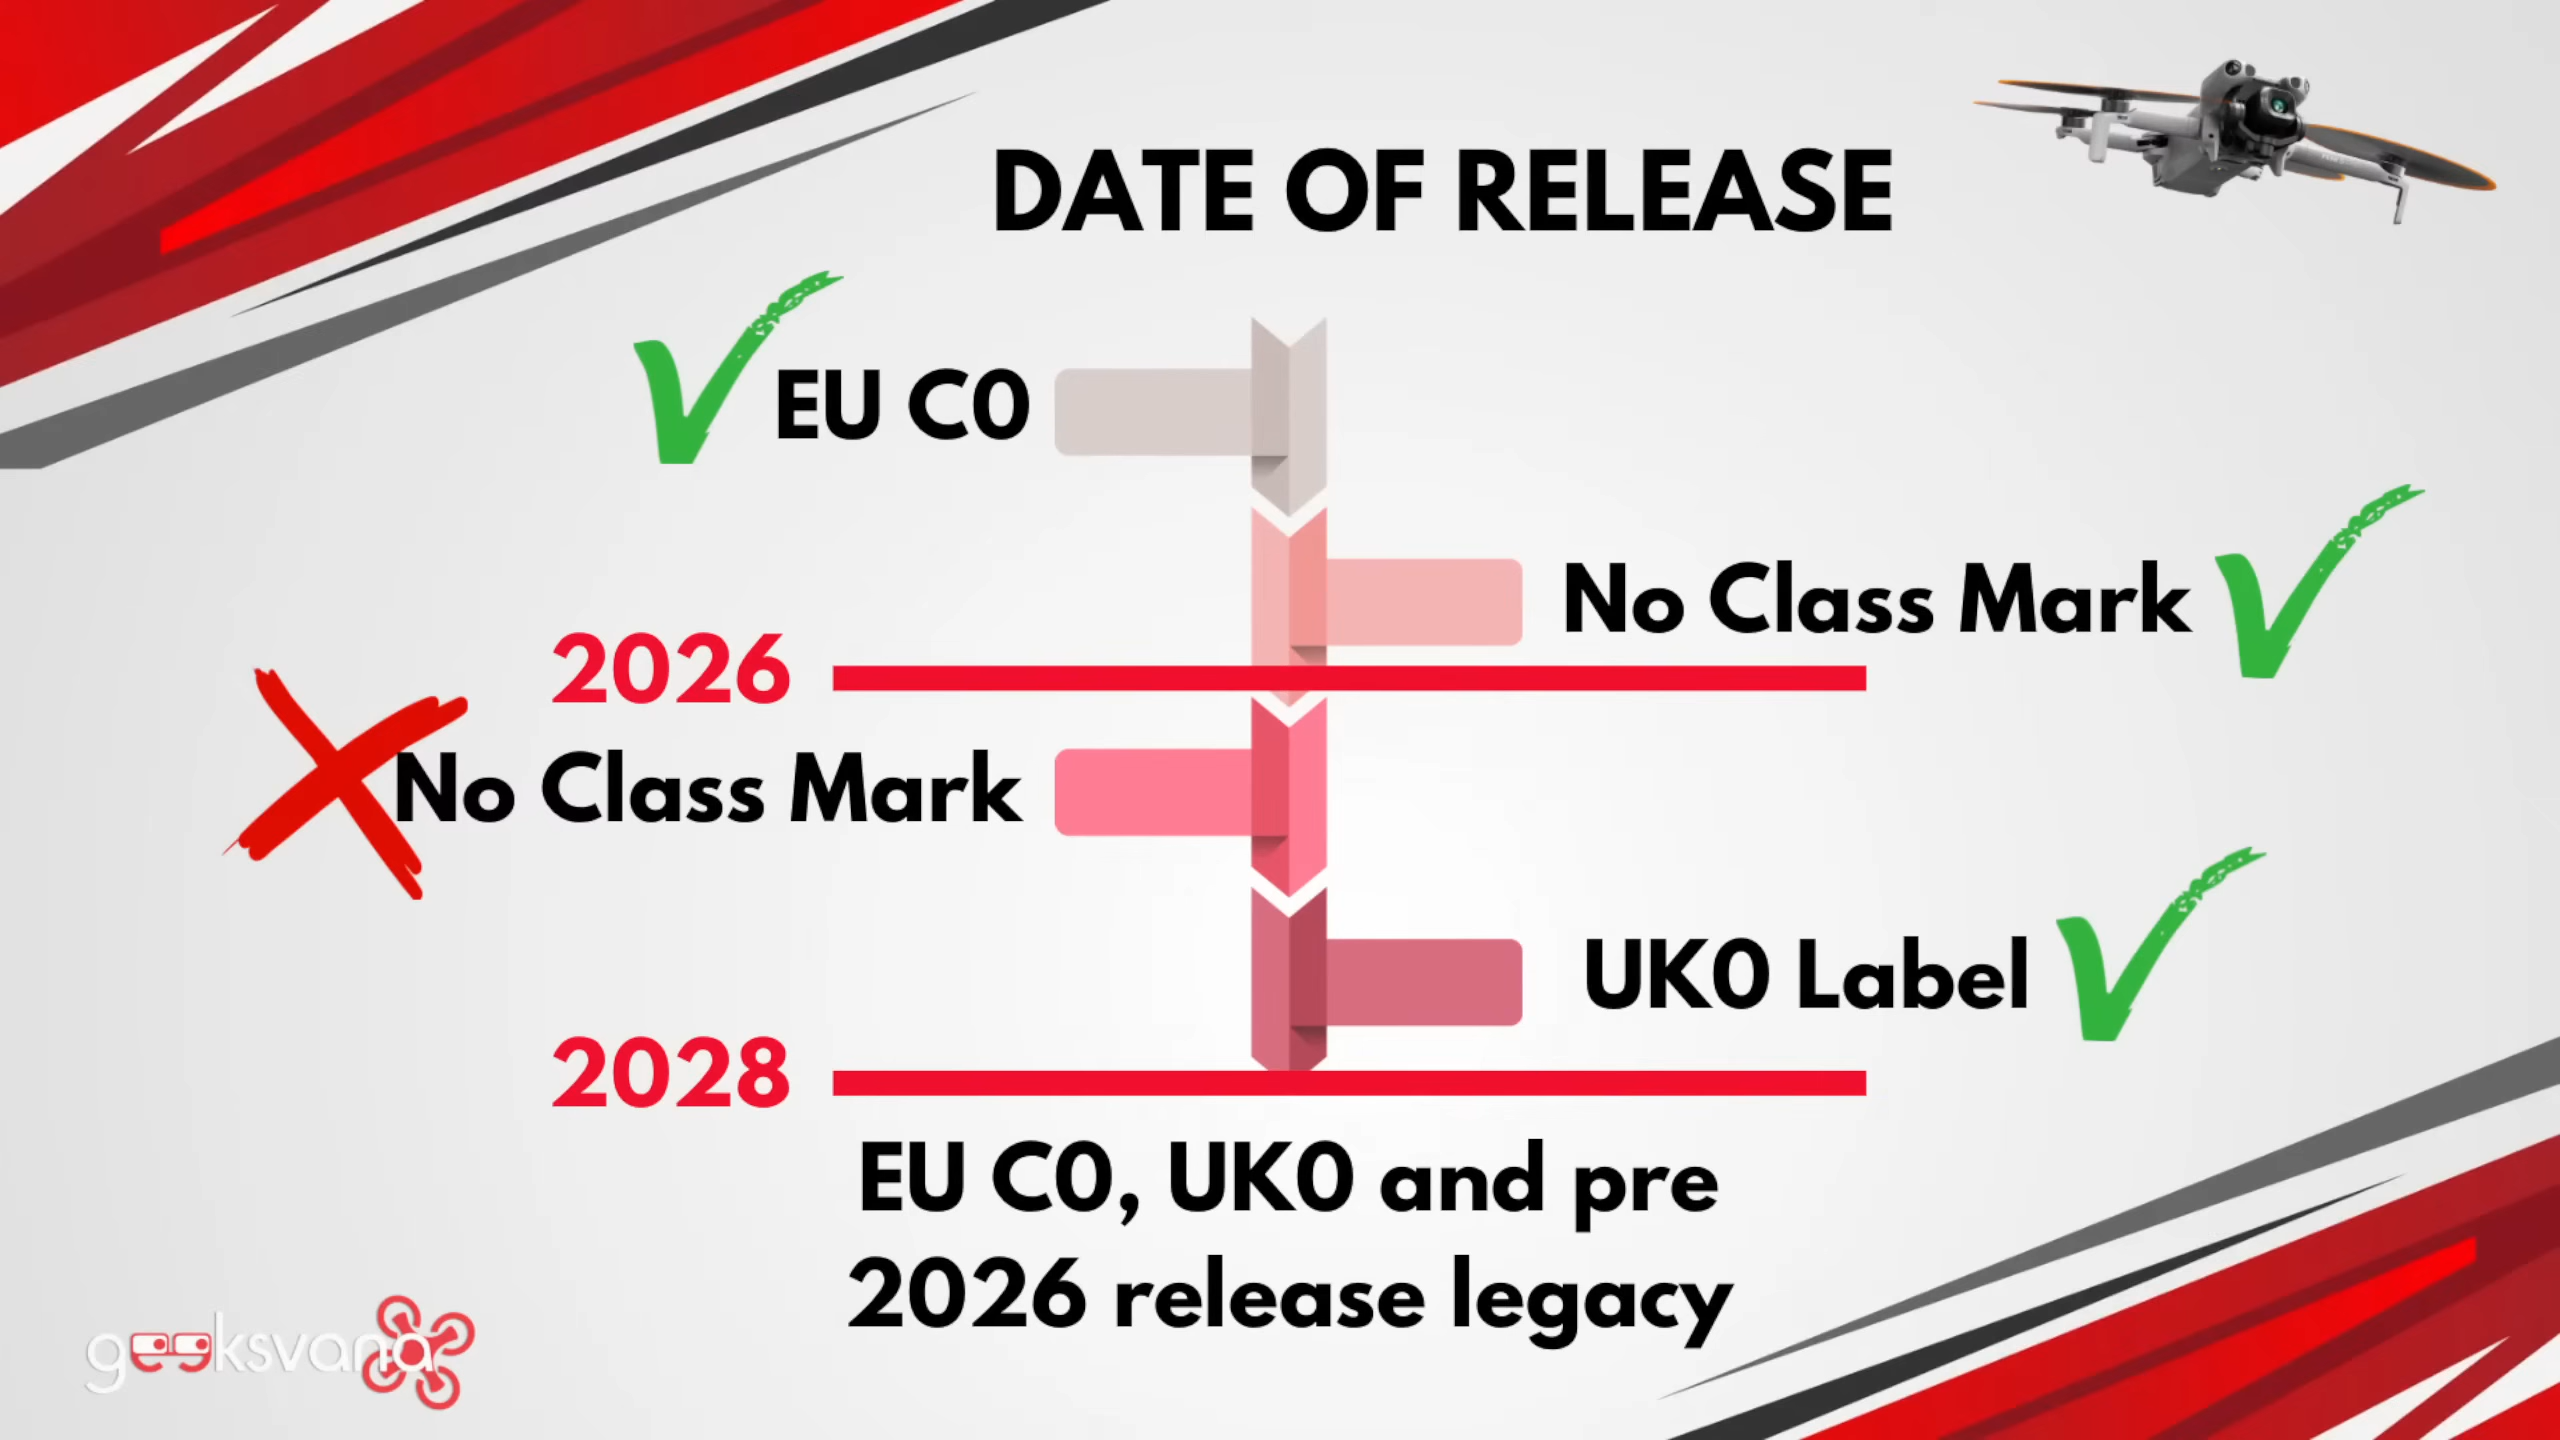 DATE OF RELEASE
EU C0
No Class Mark
2026
No Class Mark
UK0 Label
2028
EU C0, UK0 and pre
2026 release legacy
geeksvana